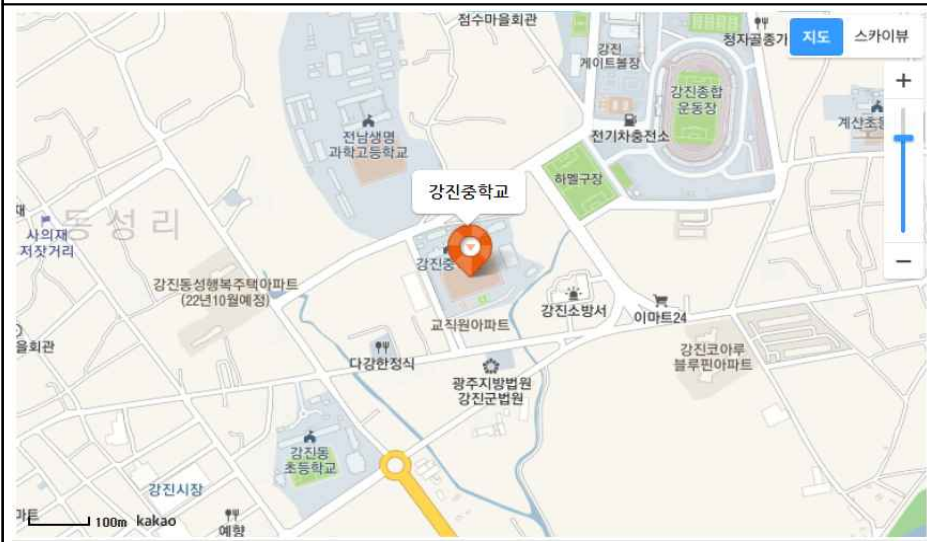 점수마을회관
강진
게이트볼장
청자골종가
지도
스카이뷰
강진종합
운동장
전남생명
과학고등학교
전기차충전소
계산초등
하멜구장
강진중학교
동성리
사의재
저잣거리
강진중
강진동성행복주택아파트
(22년10월예정)
강진소방서
이마트24
교직원아파트
을회관
다강한정식
강진코아루
블루핀아파트
광주지방법원
강진군법원
강진동
초등학교
강진시장
마트
100m kakao
예향